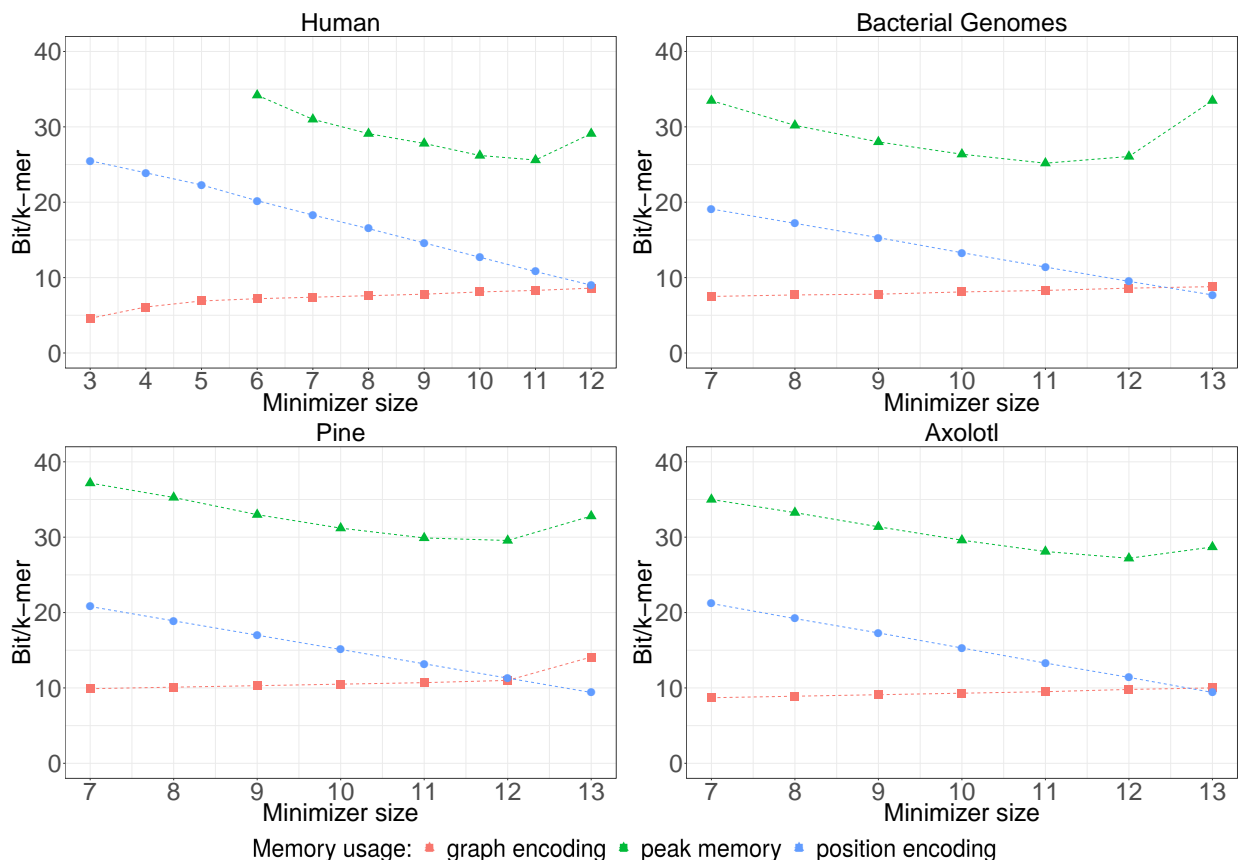 Human
Bacterial Genomes
40
30
20
10
0
Bit/k−mer
3 4 5 6 7 8 9 10 11 12
Minimizer size
40
30
20
10
0
Bit/k−mer
7 8 9 10 11 12 13
Minimizer size
Pine
Axolotl
40
30
20
10
0
Bit/k−mer
7 8 9 10 11 12 13
Minimizer size
40
30
20
10
0
Bit/k−mer
7 8 9 10 11 12 13
Minimizer size
Memory usage: graph encoding peak memory position encoding